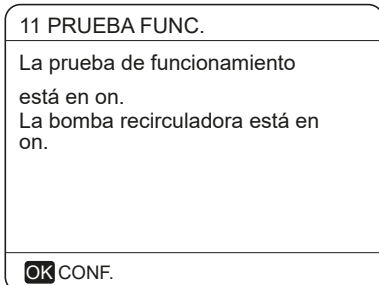 11 PRUEBA FUNC.
La prueba de funcionamiento
está en on.
La bomba recirculadora está en
on.
OK CONF.